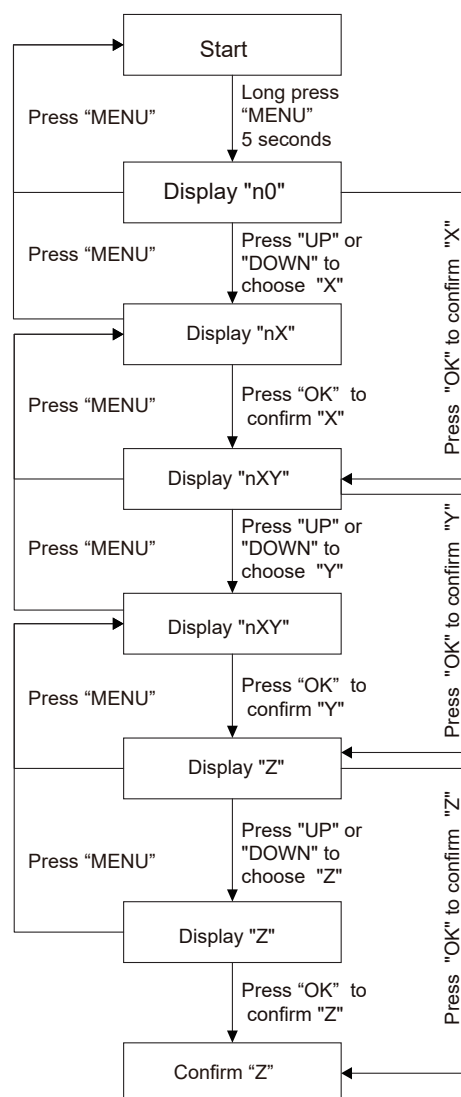 Start
Long press
“MENU”
5 seconds
Press “MENU”
Display "n0"
Press "UP" or
"DOWN" to
choose "X"
Press “MENU”
Press "OK" to confirm "X"
Display "nX"
Press “OK” to
confirm "X"
Press “MENU”
Display "nXY"
Press "UP" or
"DOWN" to
choose "Y"
Press “MENU”
Press "OK" to confirm "Y"
Display "nXY"
Press “OK” to
confirm "Y"
Press “MENU”
Display "Z"
Press "UP" or
"DOWN" to
choose "Z"
Press “MENU”
Press "OK" to confirm "Z"
Display "Z"
Press “OK” to
confirm "Z"
Confirm “Z”